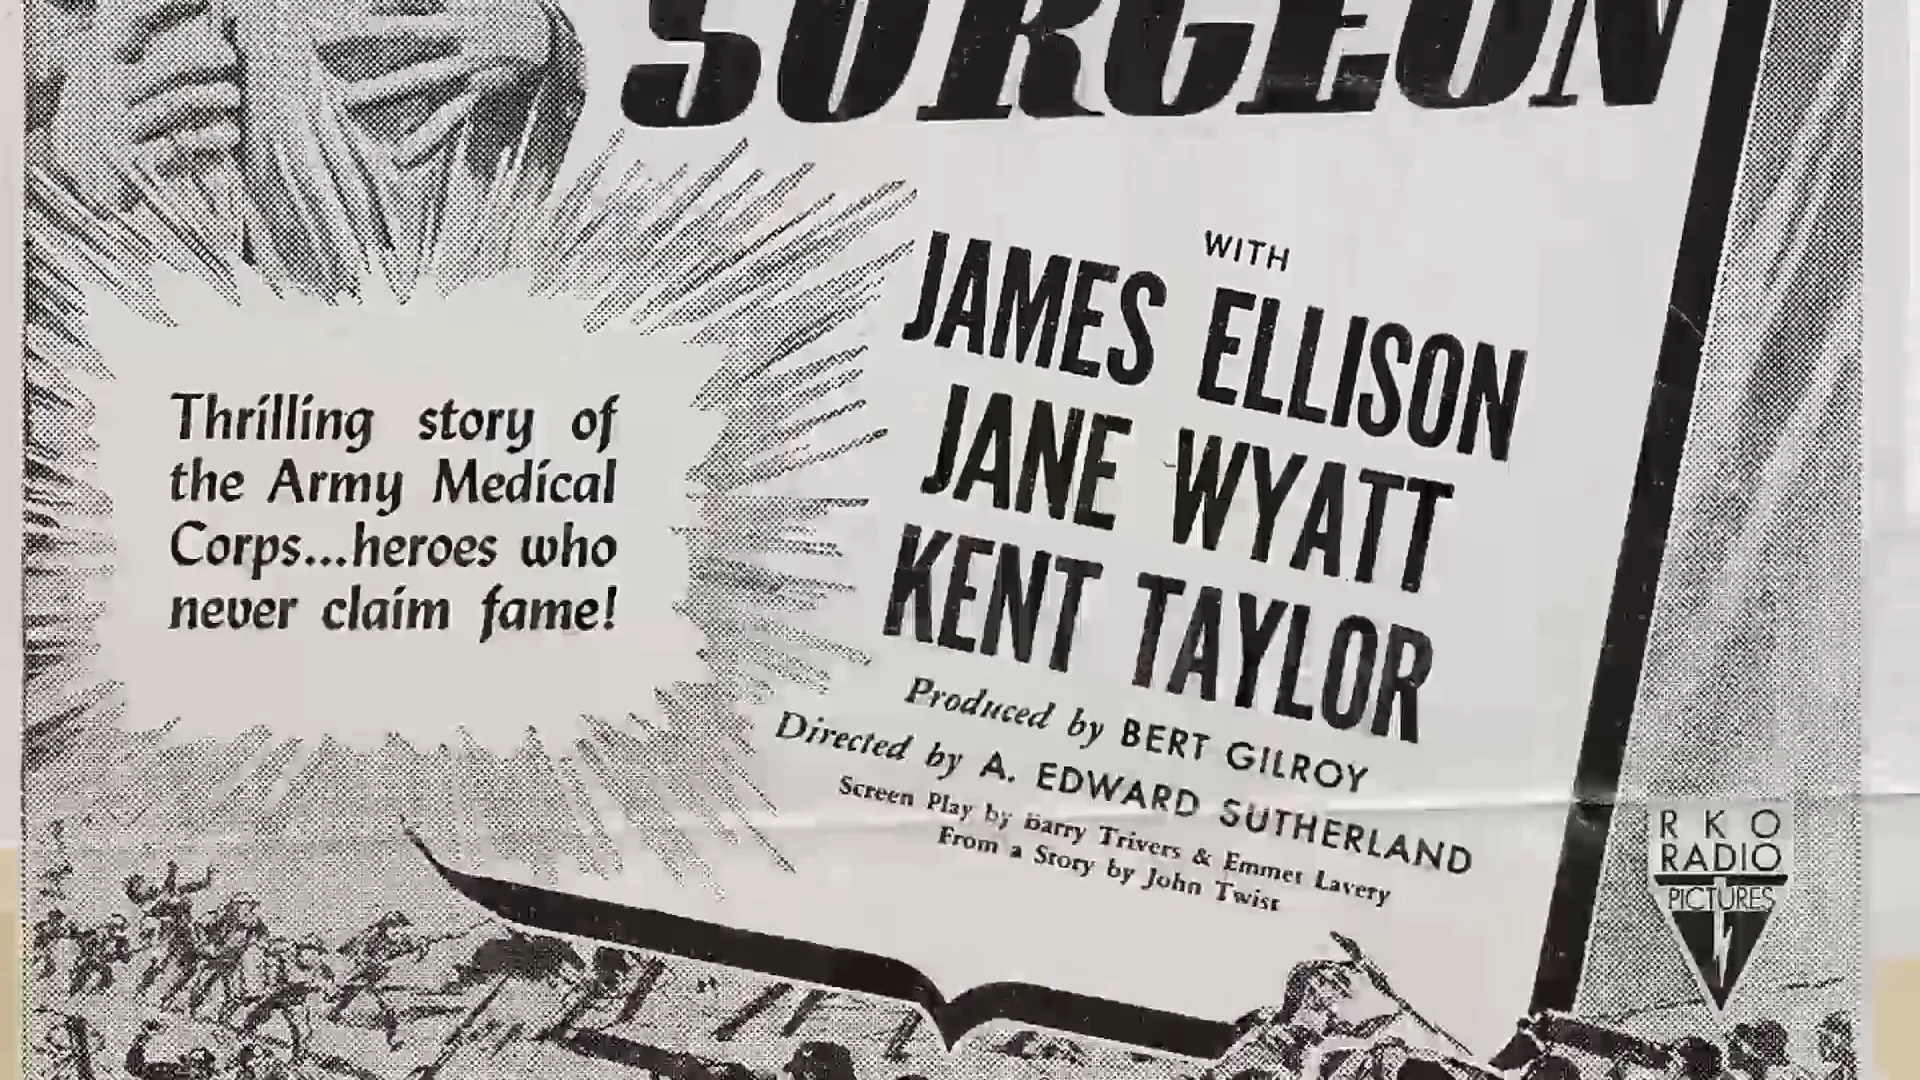 SURGEON
WITH
JAMES ELLISON
JANE WYATT
KENT TAYLOR
Produced by BERT GILROY
Directed by A. EDWARD SUTHERLAND
Screen Play by Barry Trivers & Emmet Lavery
From a Story by John Twist
Thrilling story of
the Army Medical
Corps...heroes who
never claim fame!
RKO
RADIO
PICTURES